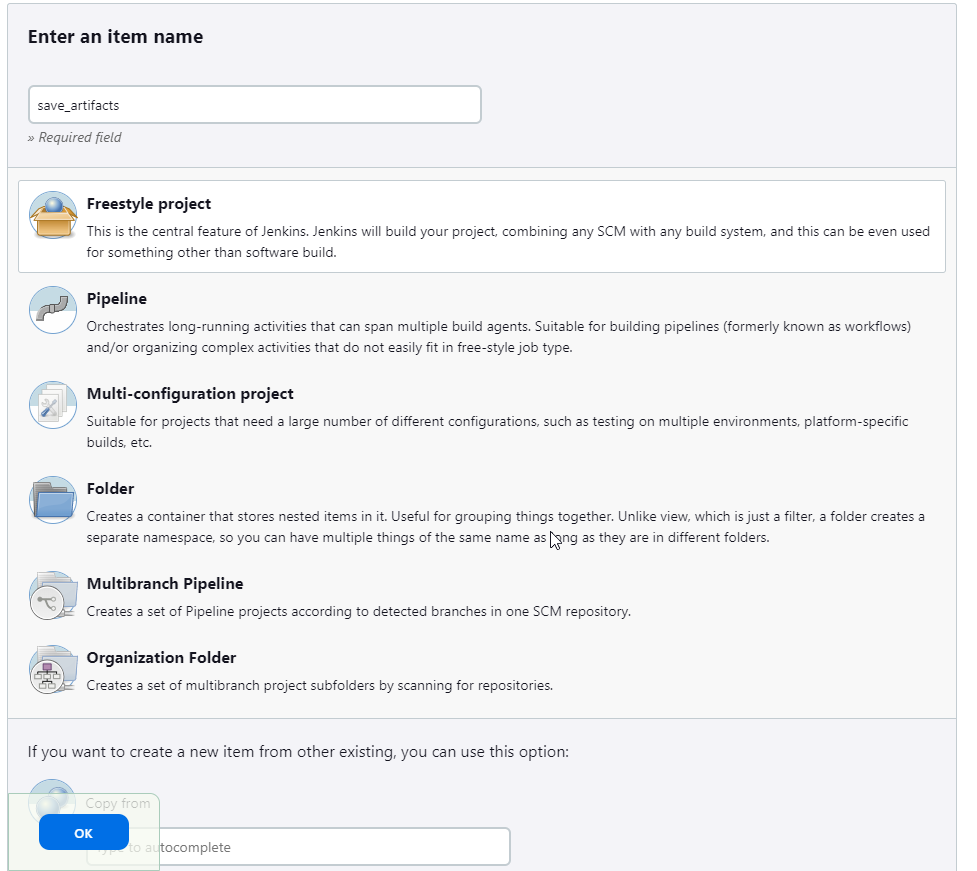 Enter an item name
save_artifacts
» Required field
Freestyle project
This is the central feature of Jenkins. Jenkins will build your project, combining any SCM with any build system, and this can be even used
for something other than software build.
Pipeline
Orchestrates long-running activities that can span multiple build agents. Suitable for building pipelines (formerly known as workflows)
and/or organizing complex activities that do not easily fit in free-style job type.
Multi-configuration project
Suitable for projects that need a large number of different configurations, such as testing on multiple environments, platform-specific
builds, etc.
Folder
Creates a container that stores nested items in it. Useful for grouping things together. Unlike view, which is just a filter, a folder creates a
separate namespace, so you can have multiple things of the same name as long as they are in different folders.
Multibranch Pipeline
Creates a set of Pipeline projects according to detected branches in one SCM repository.
Organization Folder
Creates a set of multibranch project subfolders by scanning for repositories.
If you want to create a new item from other existing, you can use this option:
Copy from
OK
Type to autocomplete